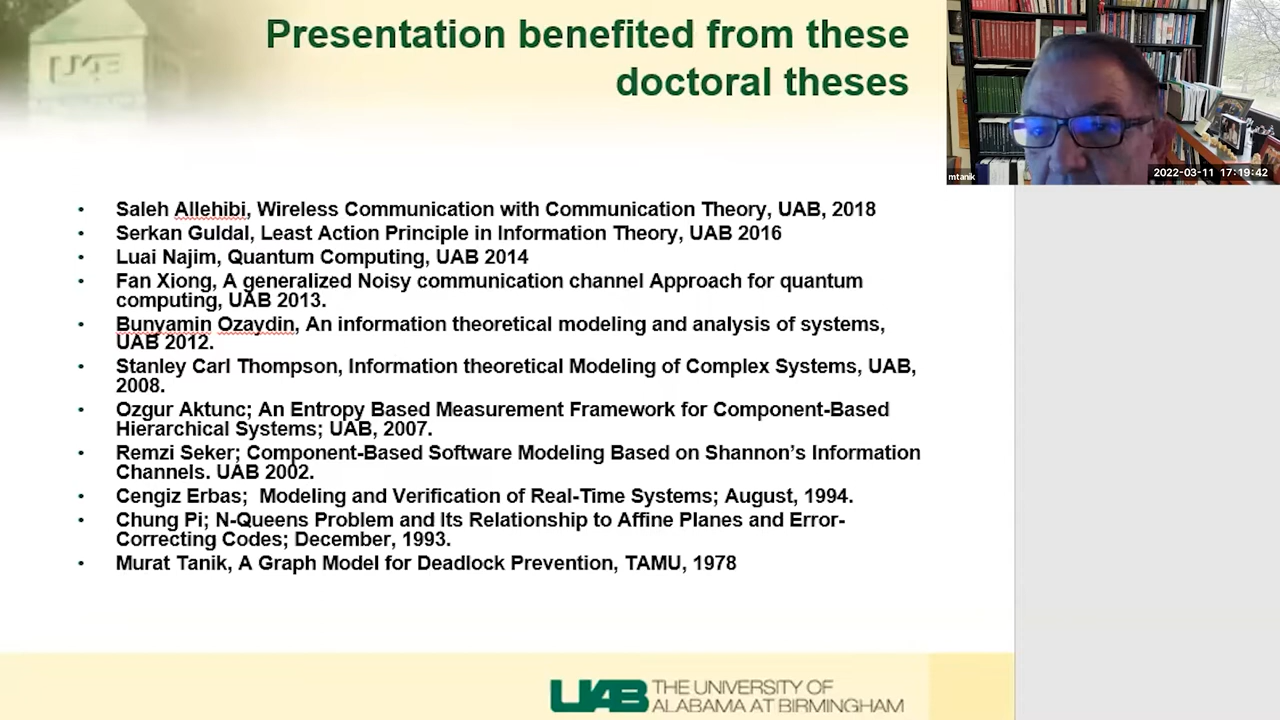 Presentation benefited from these
doctoral theses
mtanik
2022-03-11 17:19:42
• Saleh Allehibi, Wireless Communication with Communication Theory, UAB, 2018
• Serkan Guldal, Least Action Principle in Information Theory, UAB 2016
• Luai Najim, Quantum Computing, UAB 2014
• Fan Xiong, A generalized Noisy communication channel Approach for quantum
computing, UAB 2013.
• Bunyamin Ozaydin, An information theoretical modeling and analysis of systems,
UAB 2012.
• Stanley Carl Thompson, Information theoretical Modeling of Complex Systems, UAB,
2008.
• Ozgur Aktunc; An Entropy Based Measurement Framework for Component-Based
Hierarchical Systems; UAB, 2007.
• Remzi Seker; Component-Based Software Modeling Based on Shannon’s Information
Channels. UAB 2002.
• Cengiz Erbas;  Modeling and Verification of Real-Time Systems; August, 1994.
• Chung Pi; N-Queens Problem and Its Relationship to Affine Planes and Error-
Correcting Codes; December, 1993.
• Murat Tanik, A Graph Model for Deadlock Prevention, TAMU, 1978
UAB THE UNIVERSITY OF
ALABAMA AT BIRMINGHAM